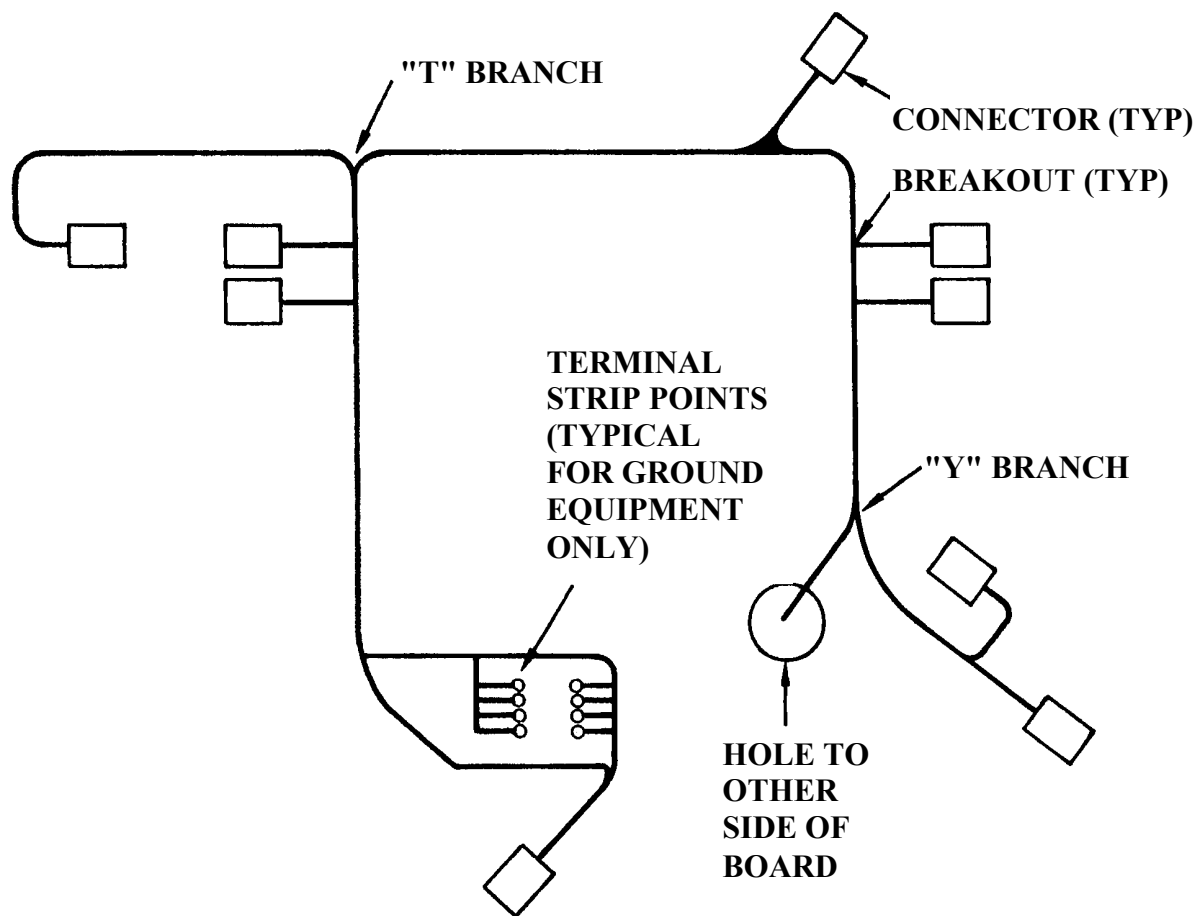 "T" BRANCH
CONNECTOR (TYP)
BREAKOUT (TYP)
TERMINAL
STRIP POINTS
(TYPICAL
FOR GROUND
EQUIPMENT
ONLY)
"Y" BRANCH
HOLE TO
OTHER
SIDE OF
BOARD